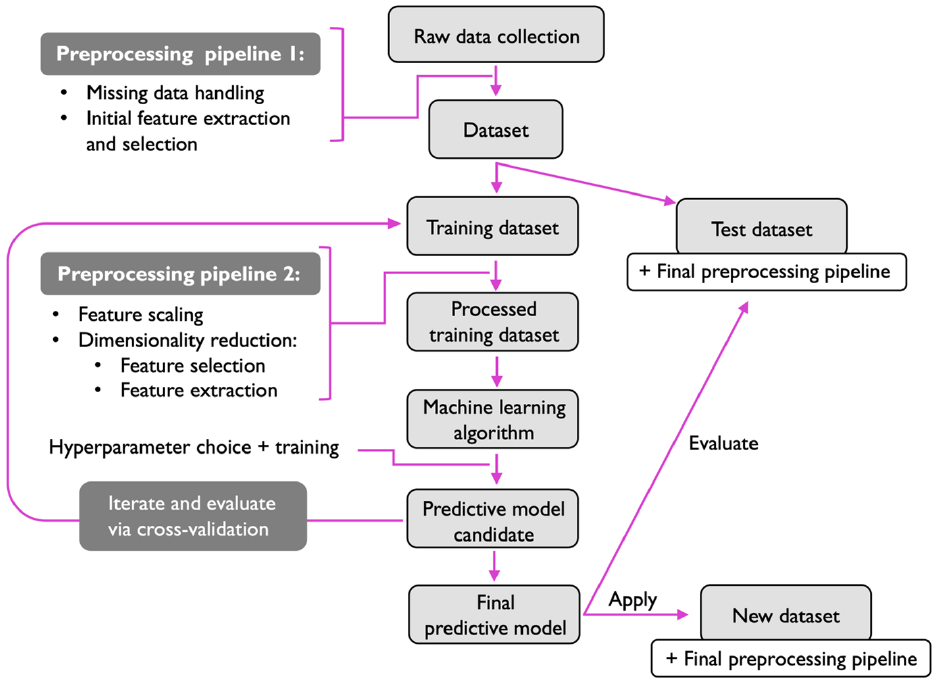 Raw data collection
Preprocessing pipeline 1:
• Missing data handling
• Initial feature extraction
and selection
Dataset
Training dataset
Test dataset
+ Final preprocessing pipeline
Preprocessing pipeline 2:
• Feature scaling
• Dimensionality reduction:
• Feature selection
• Feature extraction
Processed
training dataset
Machine learning
algorithm
Hyperparameter choice + training
Evaluate
Iterate and evaluate
via cross-validation
Predictive model
candidate
Final
predictive model
Apply
New dataset
+ Final preprocessing pipeline